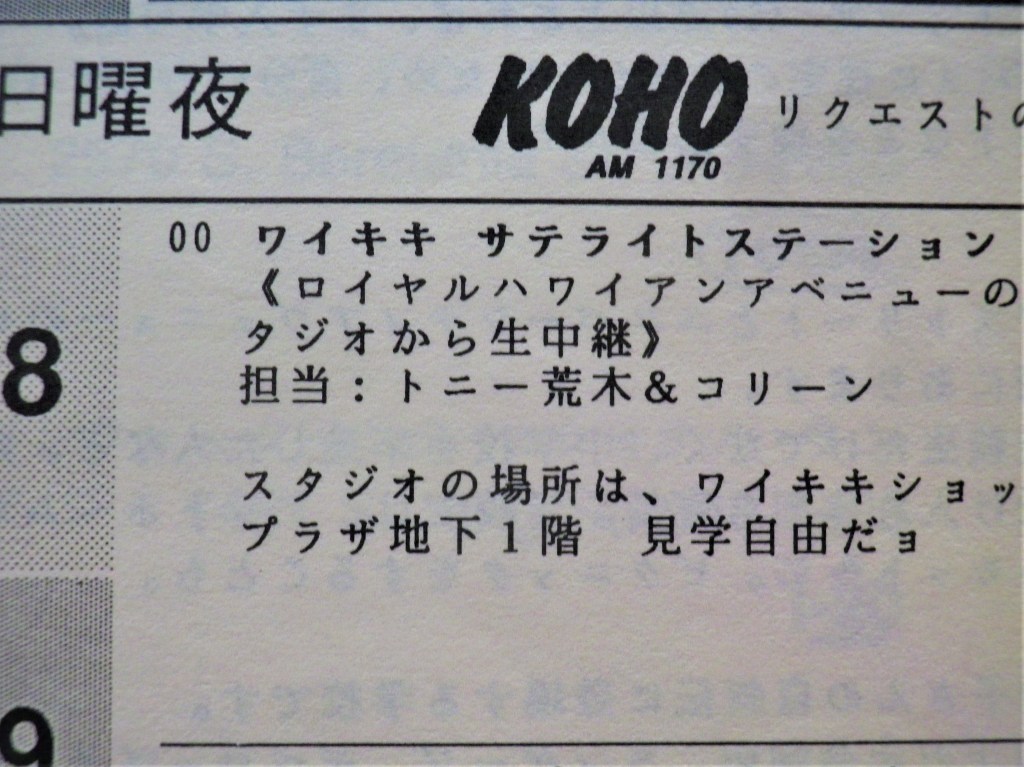 日曜夜
KOHO
AM 1170
リクエストの
8
00 ワイキキ サテライトステーション
《ロイヤルハワイアンアベニューの
タジオから生中継》
担当：トニー荒木＆コリーン
スタジオの場所は、ワイキキショッ
プラザ地下1階 見学自由だョ
9